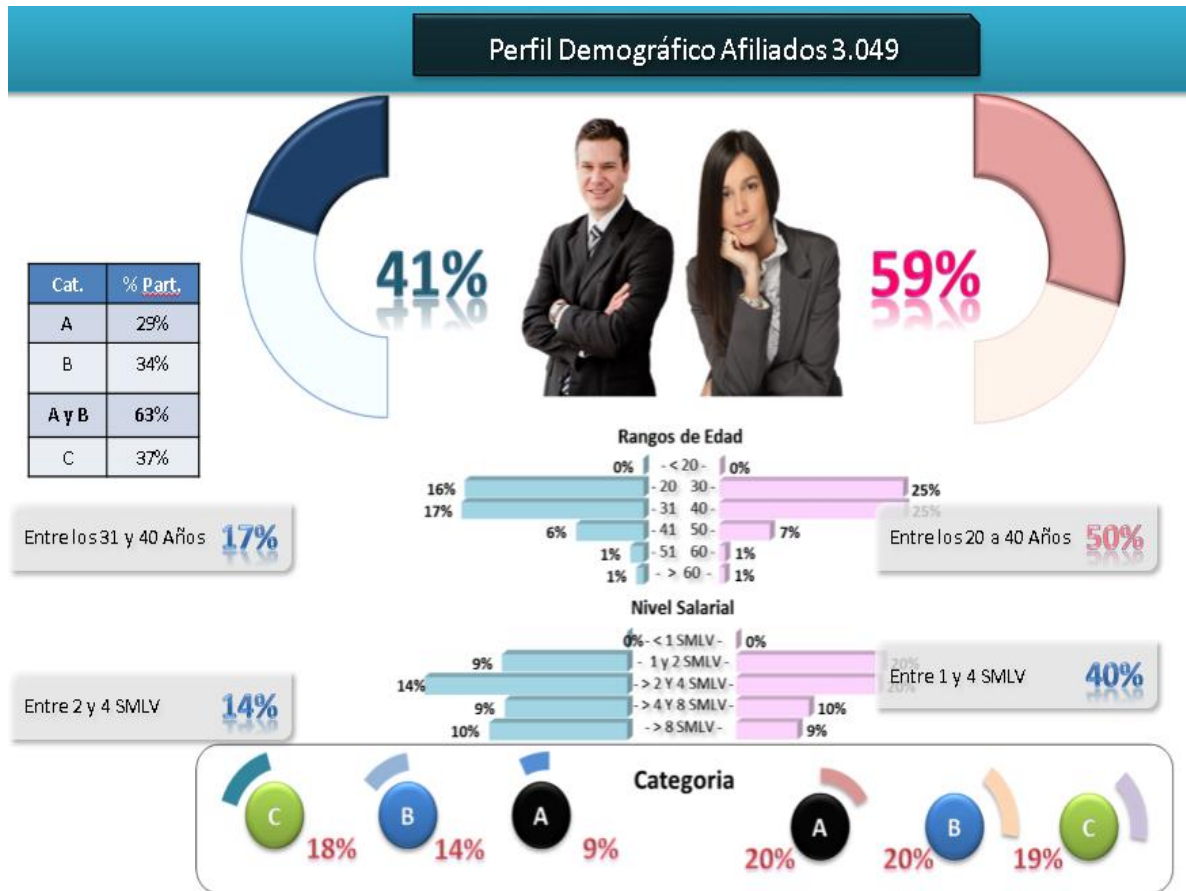 Perfil Demográfico Afiliados 3.049
41%
59%
Cat. % Part.
A 29%
B 34%
A y B 63%
C 37%
Rangos de Edad
0% - < 20 - 0%
16% - 20 30 - 25%
17% - 31 40 - 25%
6% - 41 50 - 7%
1% - 51 60 - 1%
1% - > 60 - 1%
Entre los 31 y 40 Años 17%
Entre los 20 a 40 Años 50%
Nivel Salarial
0% - < 1 SMLV - 0%
9% - 1 y 2 SMLV - 20%
14% - > 2 Y 4 SMLV - 20%
9% - > 4 Y 8 SMLV - 10%
10% - > 8 SMLV - 9%
Entre 2 y 4 SMLV 14%
Entre 1 y 4 SMLV 40%
Categoria
C 18% B 14% A 9% 20% A 20% B 19% C